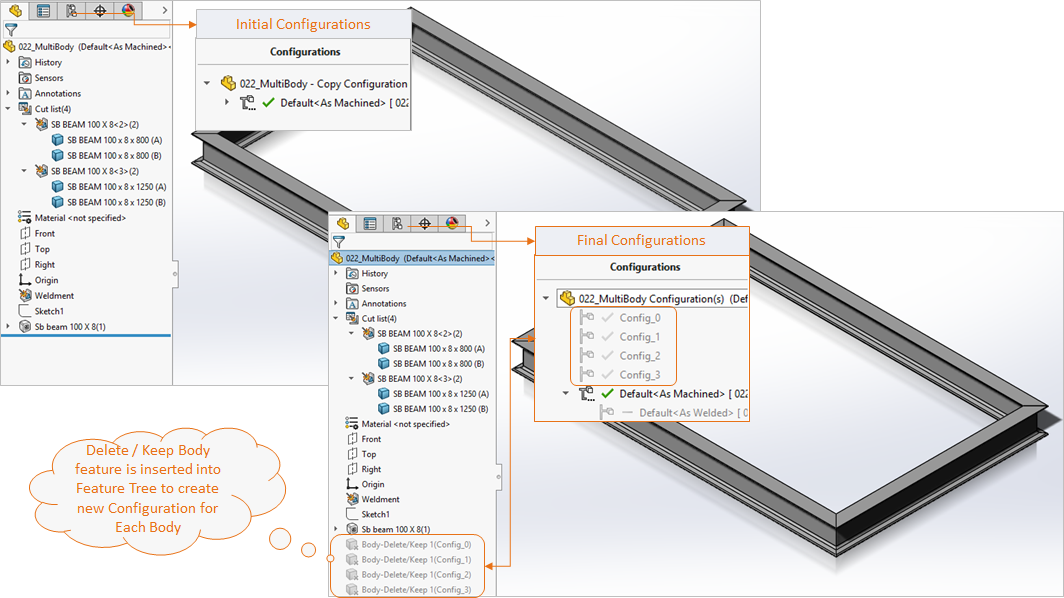 022_MultiBody (Default<As Machined>
History
Sensors
Annotations
Cut list(4)
SB BEAM 100 X 8<2>(2)
SB BEAM 100 x 8 x 800 (A)
SB BEAM 100 x 8 x 800 (B)
SB BEAM 100 X 8<3>(2)
SB BEAM 100 x 8 x 1250 (A)
SB BEAM 100 x 8 x 1250 (B)
Material <not specified>
Front
Top
Right
Origin
Weldment
Sketch1
Sb beam 100 X 8(1)
Initial Configurations
Configurations
022_MultiBody - Copy Configuration
Default<As Machined> [ 022
022_MultiBody (Default<As Machined><
History
Sensors
Annotations
Cut list(4)
SB BEAM 100 X 8<2>(2)
SB BEAM 100 x 8 x 800 (A)
SB BEAM 100 x 8 x 800 (B)
SB BEAM 100 X 8<3>(2)
SB BEAM 100 x 8 x 1250 (A)
SB BEAM 100 x 8 x 1250 (B)
Material <not specified>
Front
Top
Right
Origin
Weldment
Sketch1
Sb beam 100 X 8(1)
Body-Delete/Keep 1(Config_0)
Body-Delete/Keep 1(Config_1)
Body-Delete/Keep 1(Config_2)
Body-Delete/Keep 1(Config_3)
Final Configurations
Configurations
022_MultiBody Configuration(s) (Def
Config_0
Config_1
Config_2
Config_3
Default<As Machined> [ 022
Default<As Welded> [ 0
Delete / Keep Body
feature is inserted into
Feature Tree to create
new Configuration for
Each Body